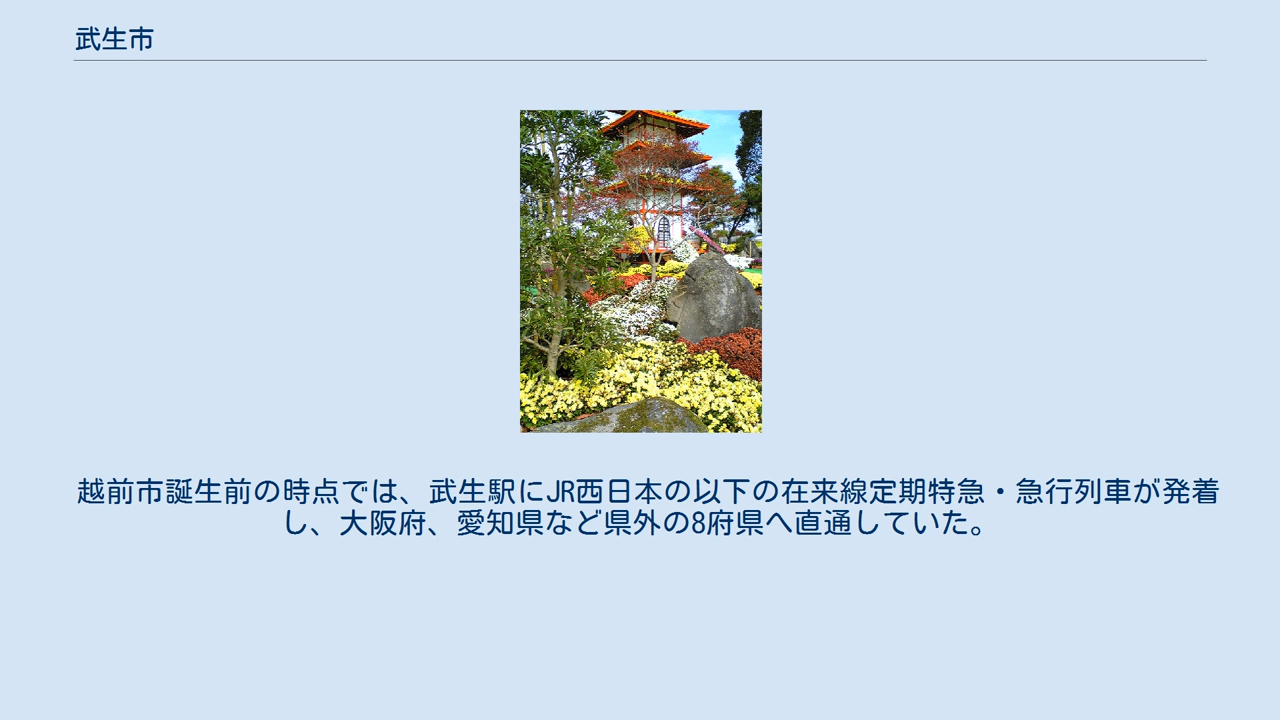 武生市
越前市誕生前の時点では、武生駅にJR西日本の以下の在来線定期特急・急行列車が発着
し、大阪府、愛知県など県外の8府県へ直通していた。